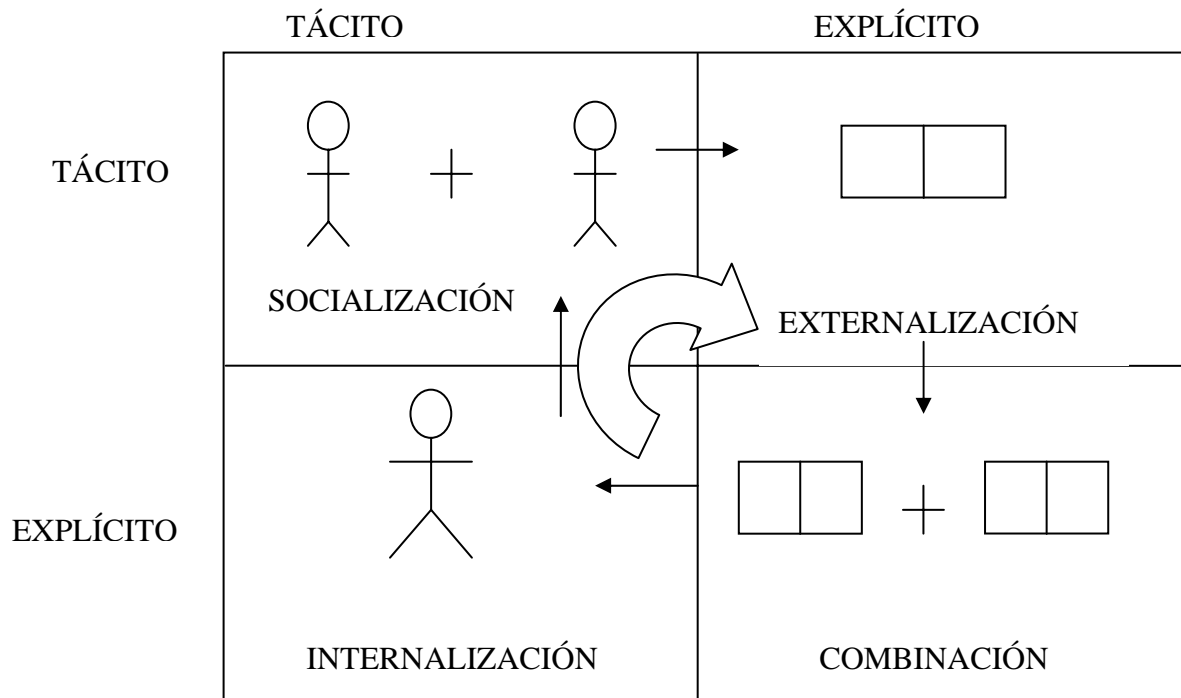 TÁCITO
EXPLÍCITO
TÁCITO
SOCIALIZACIÓN
EXTERNALIZACIÓN
EXPLÍCITO
INTERNALIZACIÓN
COMBINACIÓN